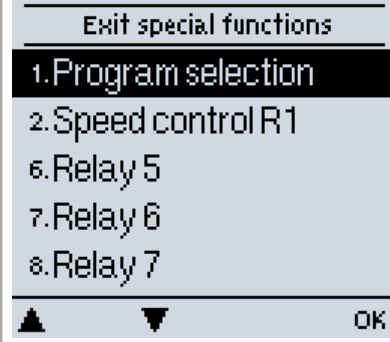 Exit special functions
1.Program selection
2.Speed control R1
6.Relay 5
7.Relay 6
8.Relay 7
OK